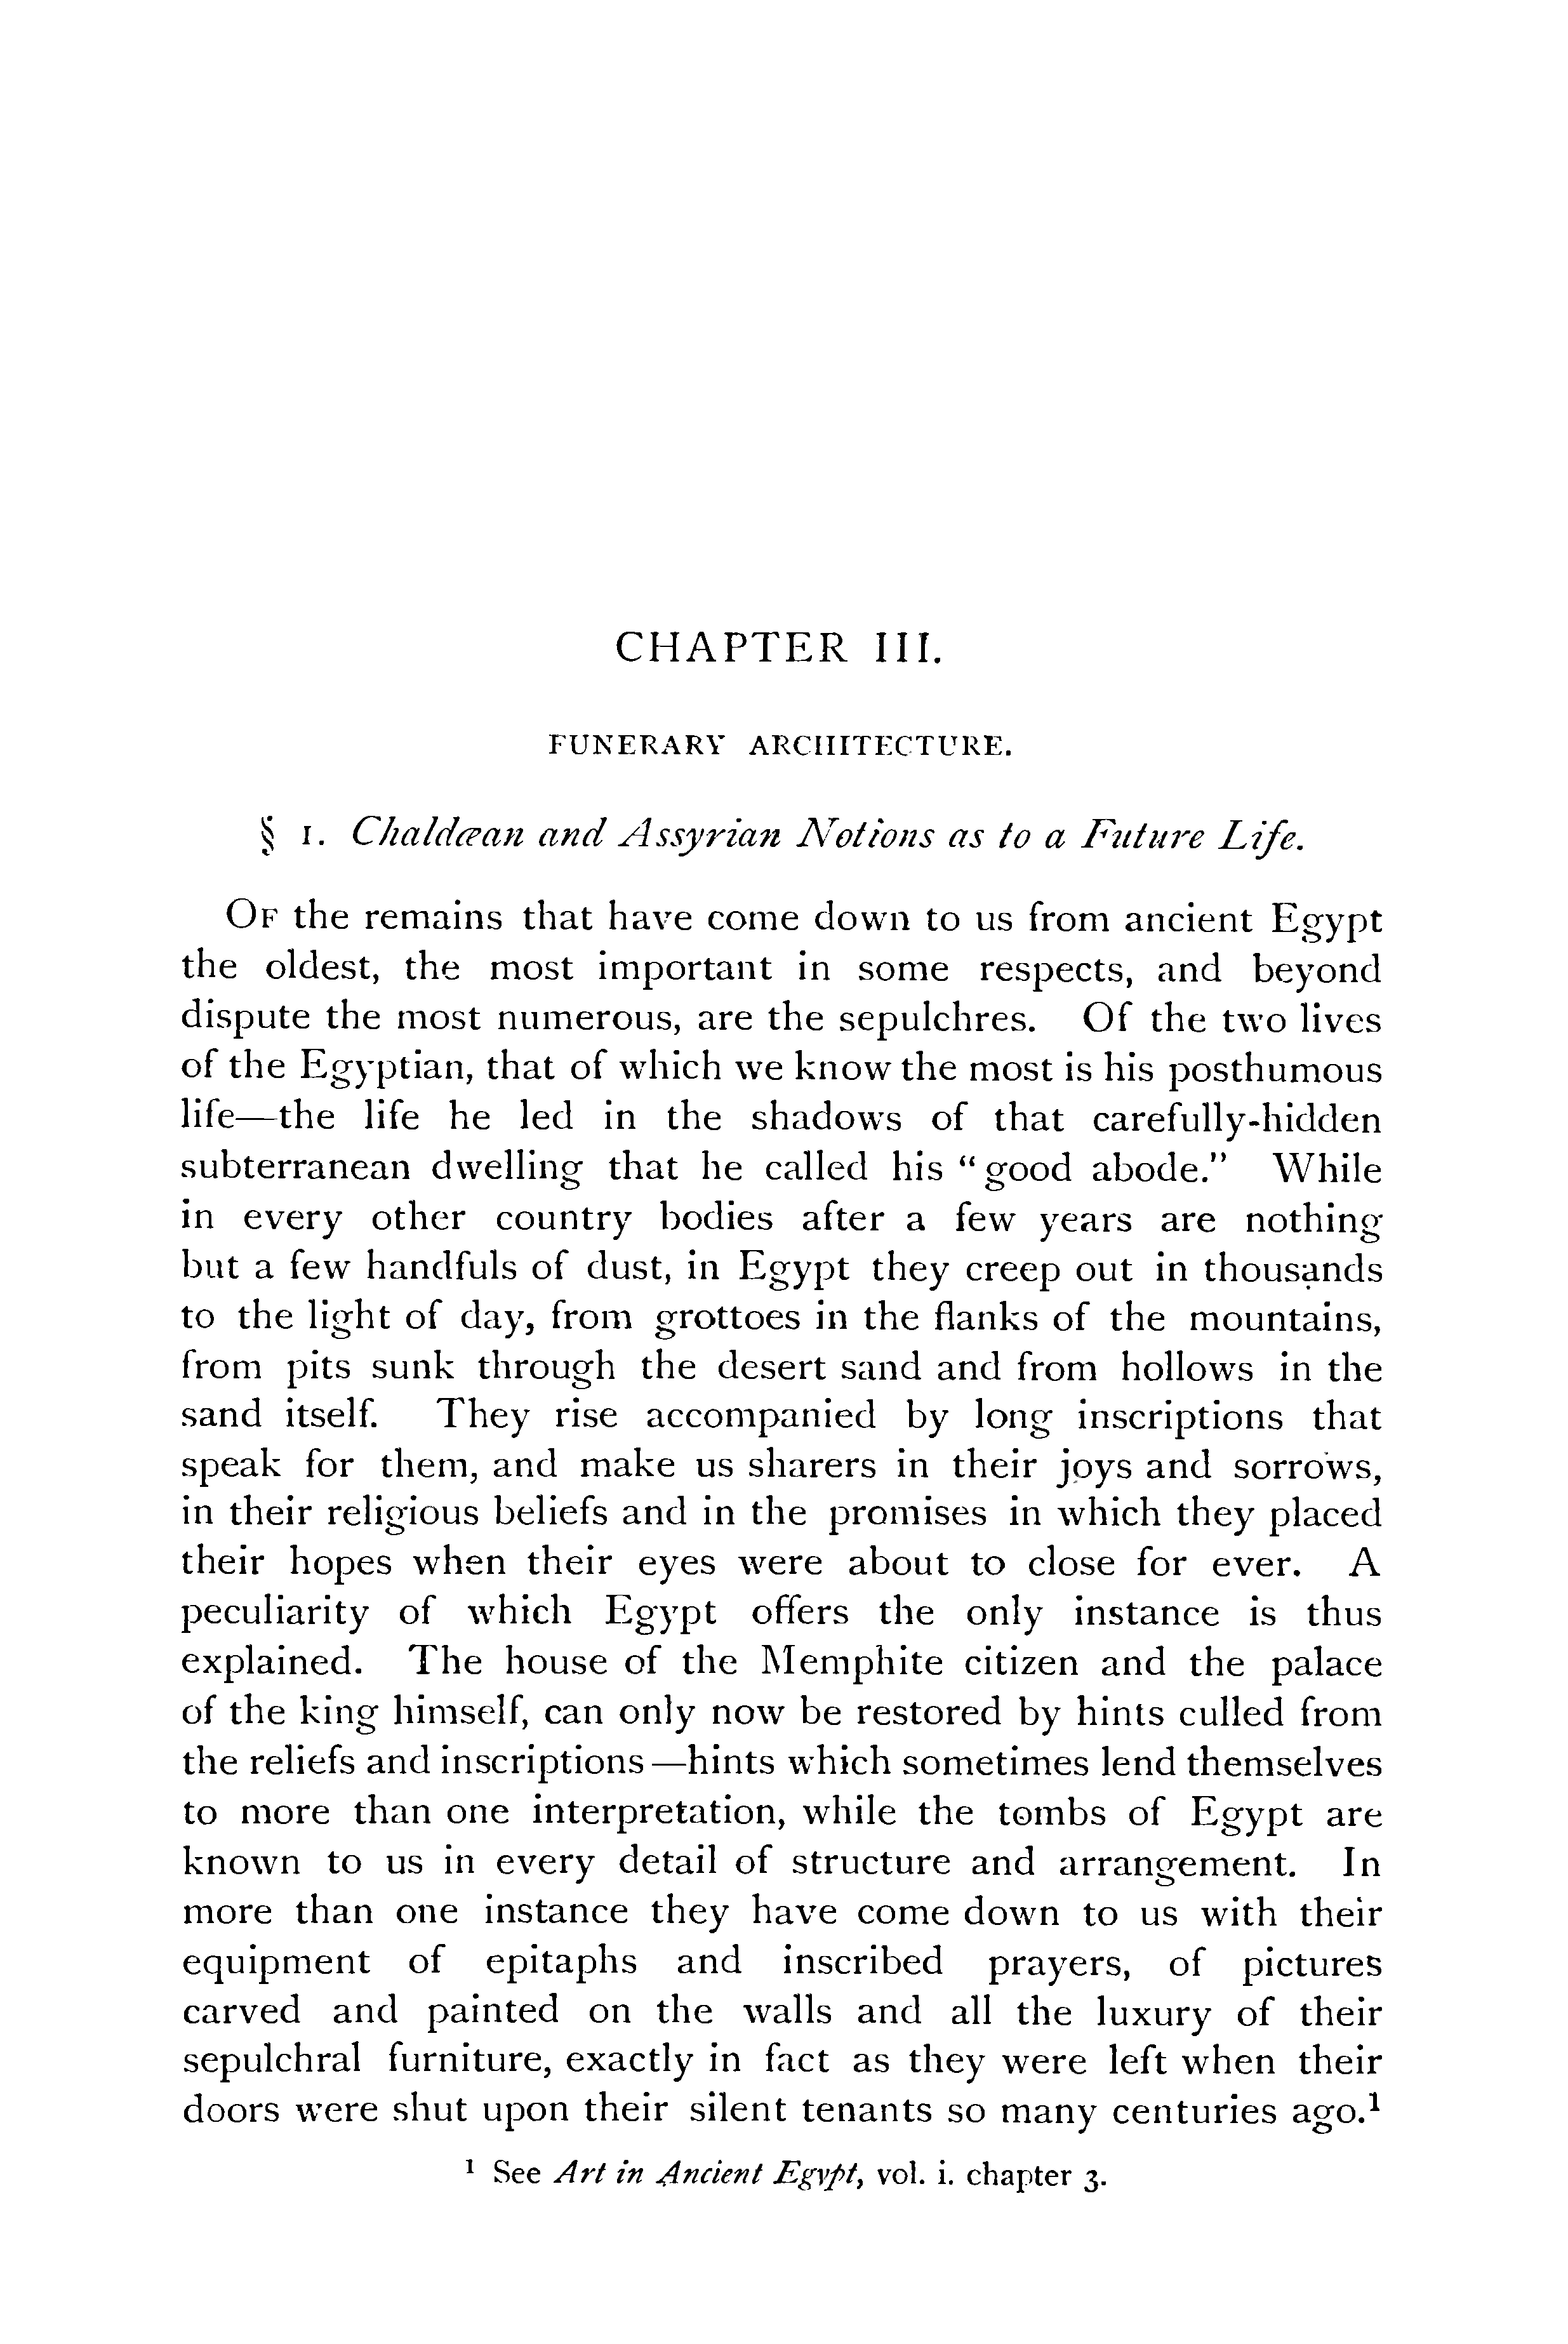 CHAPTER III.
FUNERARY ARCHITECTURE.
§ 1. Chaldæan and Assyrian Notions as to a Future Life.
OF the remains that have come down to us from ancient Egypt
the oldest, the most important in some respects, and beyond
dispute the most numerous, are the sepulchres. Of the two lives
of the Egyptian, that of which we know the most is his posthumous
life—the life he led in the shadows of that carefully-hidden
subterranean dwelling that he called his “good abode.” While
in every other country bodies after a few years are nothing
but a few handfuls of dust, in Egypt they creep out in thousands
to the light of day, from grottoes in the flanks of the mountains,
from pits sunk through the desert sand and from hollows in the
sand itself. They rise accompanied by long inscriptions that
speak for them, and make us sharers in their joys and sorrows,
in their religious beliefs and in the promises in which they placed
their hopes when their eyes were about to close for ever. A
peculiarity of which Egypt offers the only instance is thus
explained. The house of the Memphite citizen and the palace
of the king himself, can only now be restored by hints culled from
the reliefs and inscriptions—hints which sometimes lend themselves
to more than one interpretation, while the tombs of Egypt are
known to us in every detail of structure and arrangement. In
more than one instance they have come down to us with their
equipment of epitaphs and inscribed prayers, of pictures
carved and painted on the walls and all the luxury of their
sepulchral furniture, exactly in fact as they were left when their
doors were shut upon their silent tenants so many centuries ago.¹
¹ See Art in Ancient Egypt, vol. i. chapter 3.